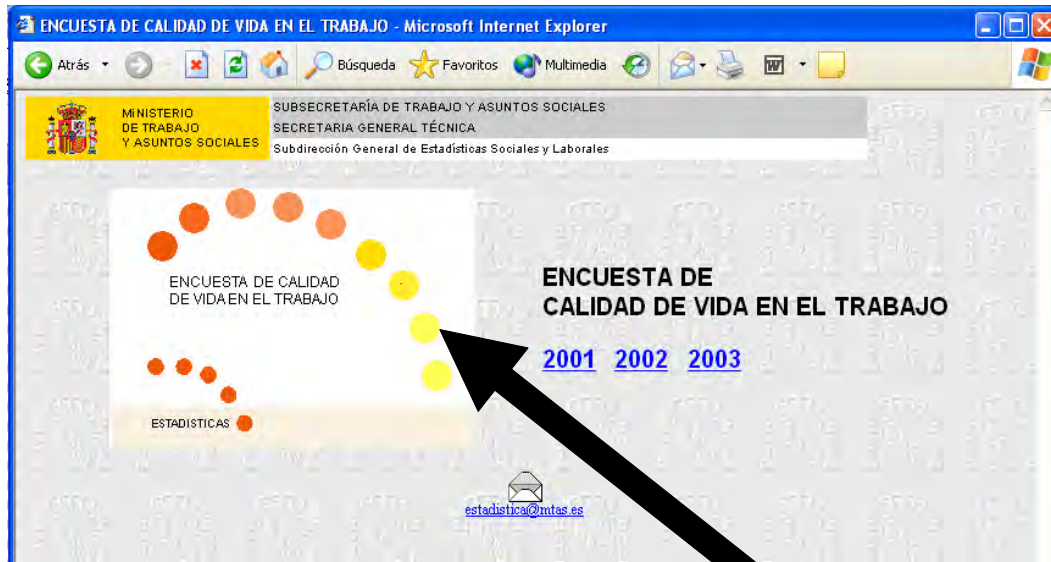 ENCUESTA DE CALIDAD DE VIDA EN EL TRABAJO - Microsoft Internet Explorer
Atrás Búsqueda Favoritos Multimedia
MINISTERIO
DE TRABAJO
Y ASUNTOS SOCIALES
SUBSECRETARÍA DE TRABAJO Y ASUNTOS SOCIALES
SECRETARIA GENERAL TÉCNICA
Subdirección General de Estadísticas Sociales y Laborales
ENCUESTA DE CALIDAD
DE VIDA EN EL TRABAJO
ESTADISTICAS
ENCUESTA DE
CALIDAD DE VIDA EN EL TRABAJO
2001 2002 2003
estadistica@mtas.es